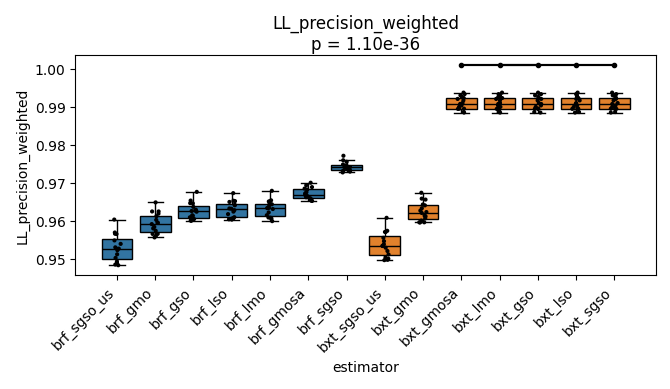 LL_precision_weighted
p = 1.10e-36
LL_precision_weighted
1.00
0.99
0.98
0.97
0.96
0.95
brf_sgso_us
brf_gmo
brf_gso
brf_lso
brf_lmo
brf_gmosa
brf_sgso
bxt_sgso_us
bxt_gmo
bxt_gmosa
bxt_lmo
bxt_gso
bxt_lso
bxt_sgso
estimator